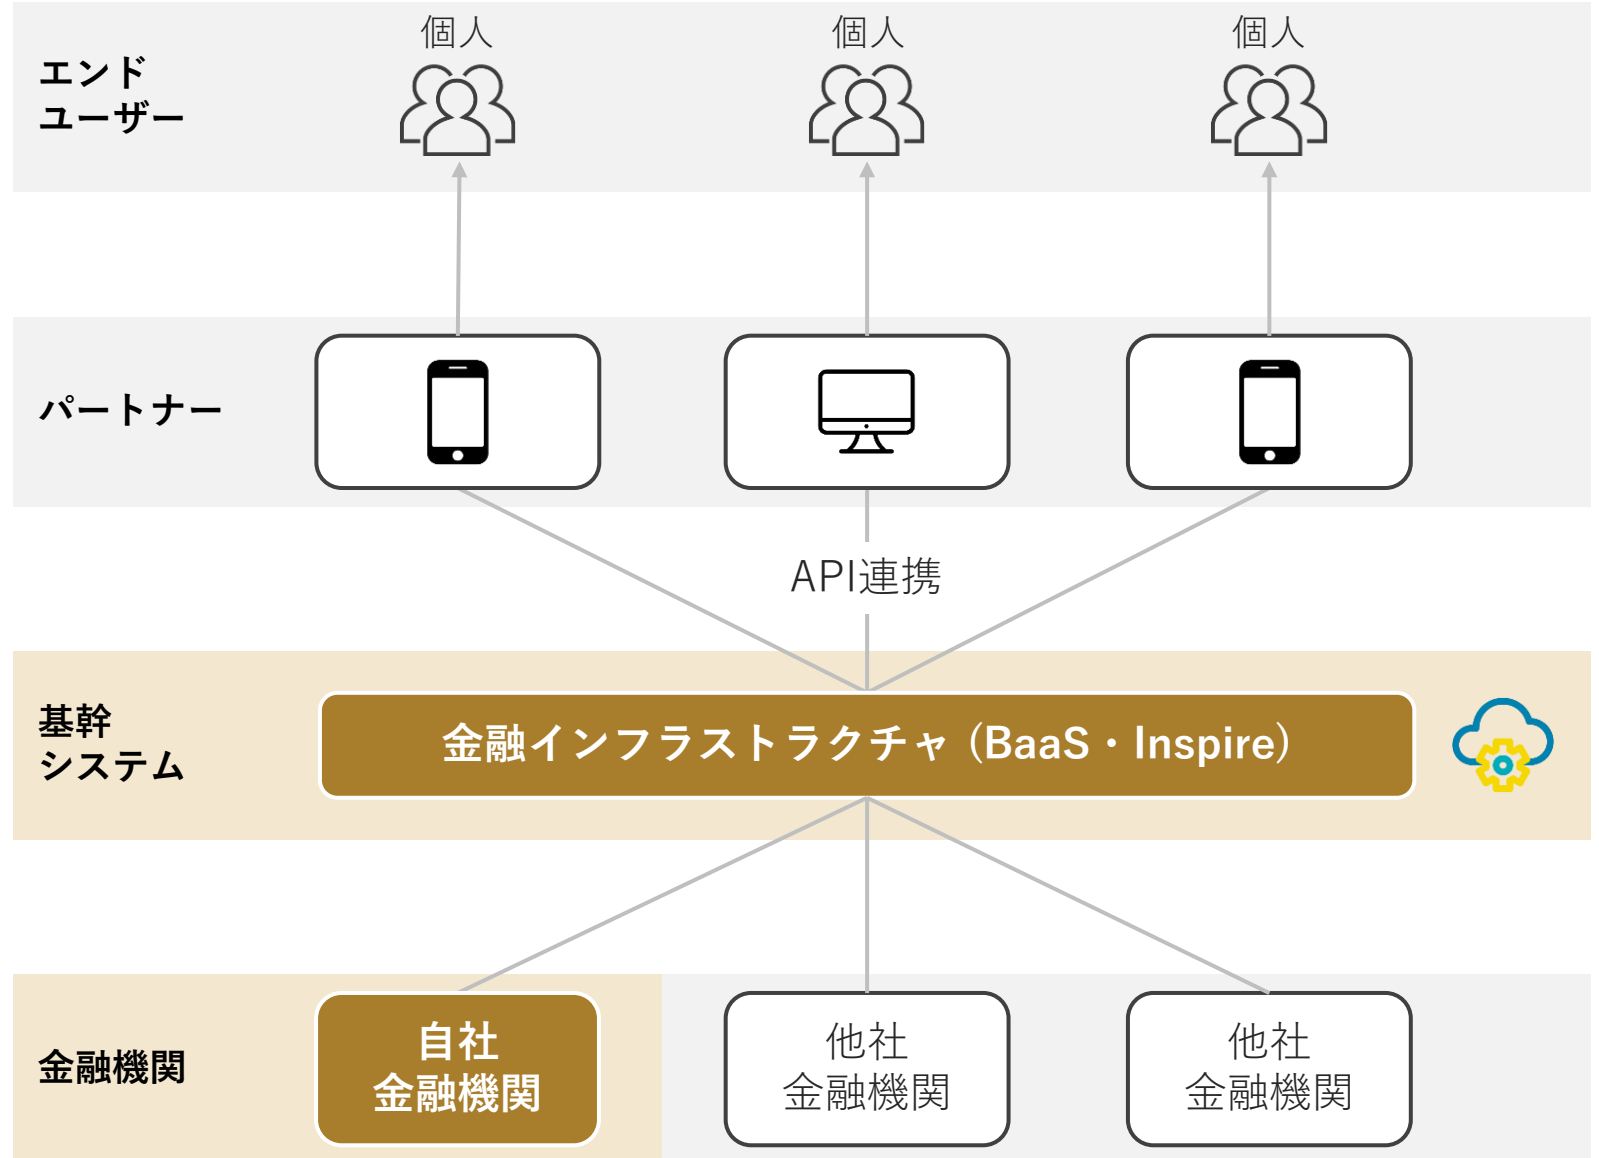 エンド
ユーザー
個人
個人
個人
パートナー
API連携
基幹
システム
金融インフラストラクチャ (BaaS・Inspire)
金融機関
自社
金融機関
他社
金融機関
他社
金融機関